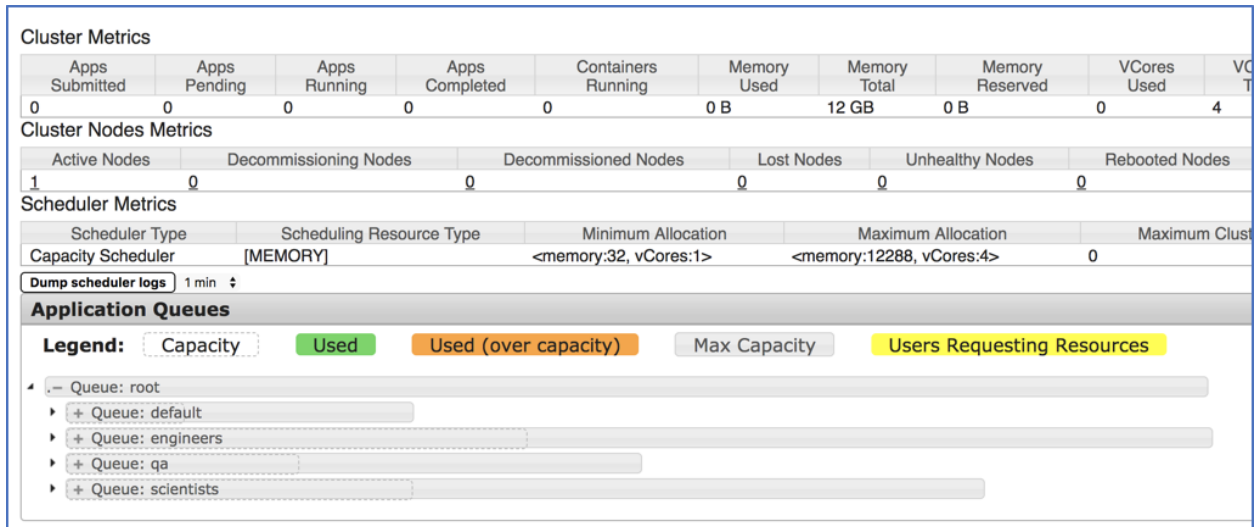 Cluster Metrics
Apps Submitted Apps Pending Apps Running Apps Completed Containers Running Memory Used Memory Total Memory Reserved VCores Used
0 0 0 0 0 0 B 12 GB 0 B 0 4
Cluster Nodes Metrics
Active Nodes Decommissioning Nodes Decommissioned Nodes Lost Nodes Unhealthy Nodes Rebooted Nodes
1 0 0 0 0 0
Scheduler Metrics
Scheduler Type Scheduling Resource Type Minimum Allocation Maximum Allocation Maximum Clust
Capacity Scheduler [MEMORY] <memory:32, vCores:1> <memory:12288, vCores:4> 0
Dump scheduler logs 1 min
Application Queues
Legend: Capacity Used Used (over capacity) Max Capacity Users Requesting Resources
.– Queue: root
+ Queue: default
+ Queue: engineers
+ Queue: qa
+ Queue: scientists